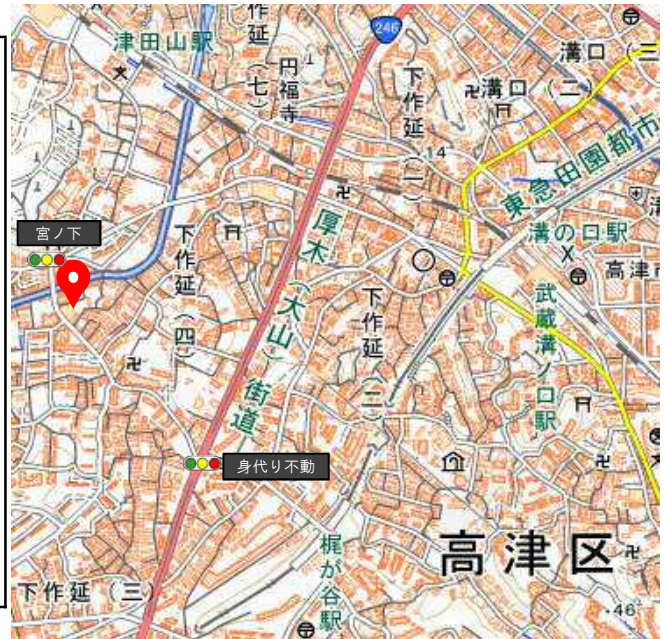 津田山駅
下作延（七）
円福寺
246
下作延（一）
溝口（二）
溝口（三）
14
東急田園都市
溝の口駅
高津
宮ノ下
下作延（四）
厚木（大山）街道
下作延（二）
武蔵溝ノ口駅
身代り不動
梶が谷駅
高津区
下作延（三）
46